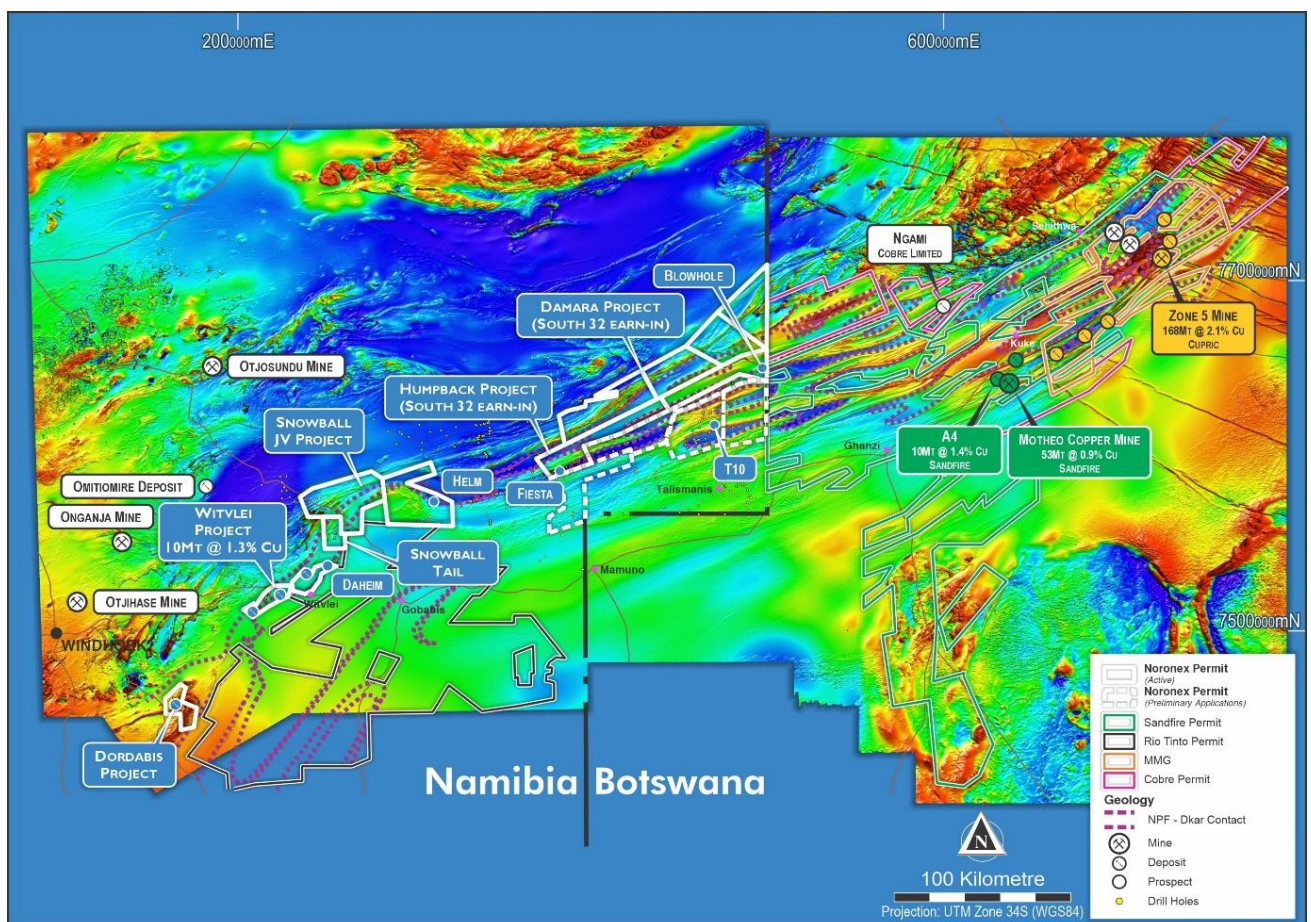 200000mE
600000mE
7700000mN
7500000mN
Sehithwa
NGAMI
COBRE LIMITED
BLOWHOLE
DAMARA PROJECT
(SOUTH 32 EARN-IN)
ZONE 5 MINE
168MT @ 2.1% CU
CUPRIC
Kuke
OTJOSUNDU MINE
HUMPBACK PROJECT
(SOUTH 32 EARN-IN)
SNOWBALL
JV PROJECT
A4
10MT @ 1.4% CU
SANDFIRE
MOTHEO COPPER MINE
53MT @ 0.9% CU
SANDFIRE
Ghanzi
T10
HELM
FIESTA
Talismanis
OMITIOMIRE DEPOSIT
ONGANJA MINE
WITVLEI
PROJECT
10MT @ 1.3% CU
SNOWBALL
TAIL
DAHEIM
Mamuno
OTJIHASE MINE
Witvlei
Gobabis
WINDHOEK
DORDABIS
PROJECT
Namibia Botswana
Noronex Permit
(Active)
Noronex Permit
(Preliminary Applications)
Sandfire Permit
Rio Tinto Permit
MMG
Cobre Permit
Geology
NPF - Dkar Contact
Mine
Deposit
Prospect
Drill Holes
N
100 Kilometre
Projection: UTM Zone 34S (WGS84)